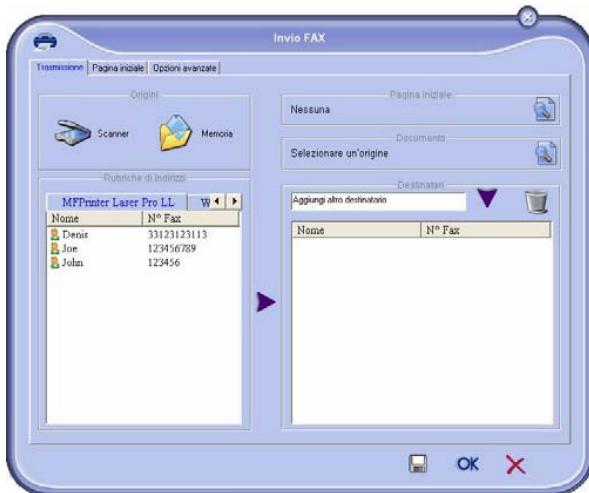 Invio FAX
Trasmissione Pagina iniziale Opzioni avanzate
Origini
Scanner Memoria
Pagina iniziale
Nessuna
Documento
Selezionare un'origine
Rubriche di indirizzi
MFPrinter Laser Pro LL W
Nome N° Fax
Denis 33123123113
Joe 123456789
John 123456
Destinatari
Aggiungi altro destinatario
Nome N° Fax
OK